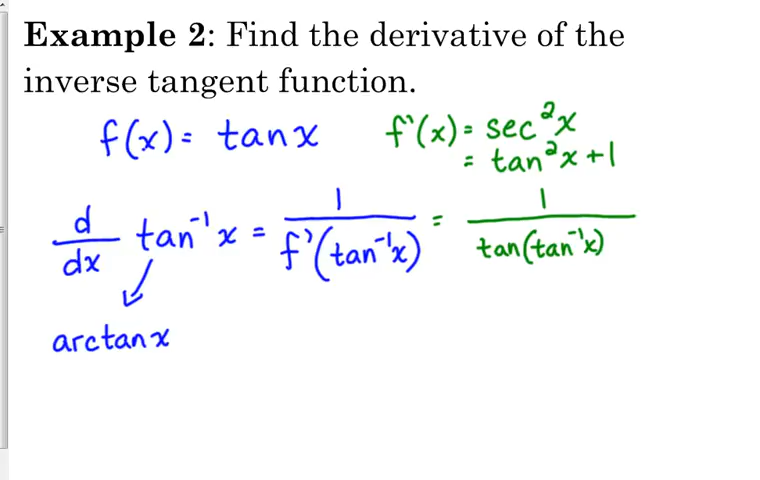 Example 2: Find the derivative of the
inverse tangent function.
f(x) = tan x    f'(x) = sec²x
= tan²x + 1
d/dx tan⁻¹x = 1/f'(tan⁻¹x) = 1/tan(tan⁻¹x)
arctan x